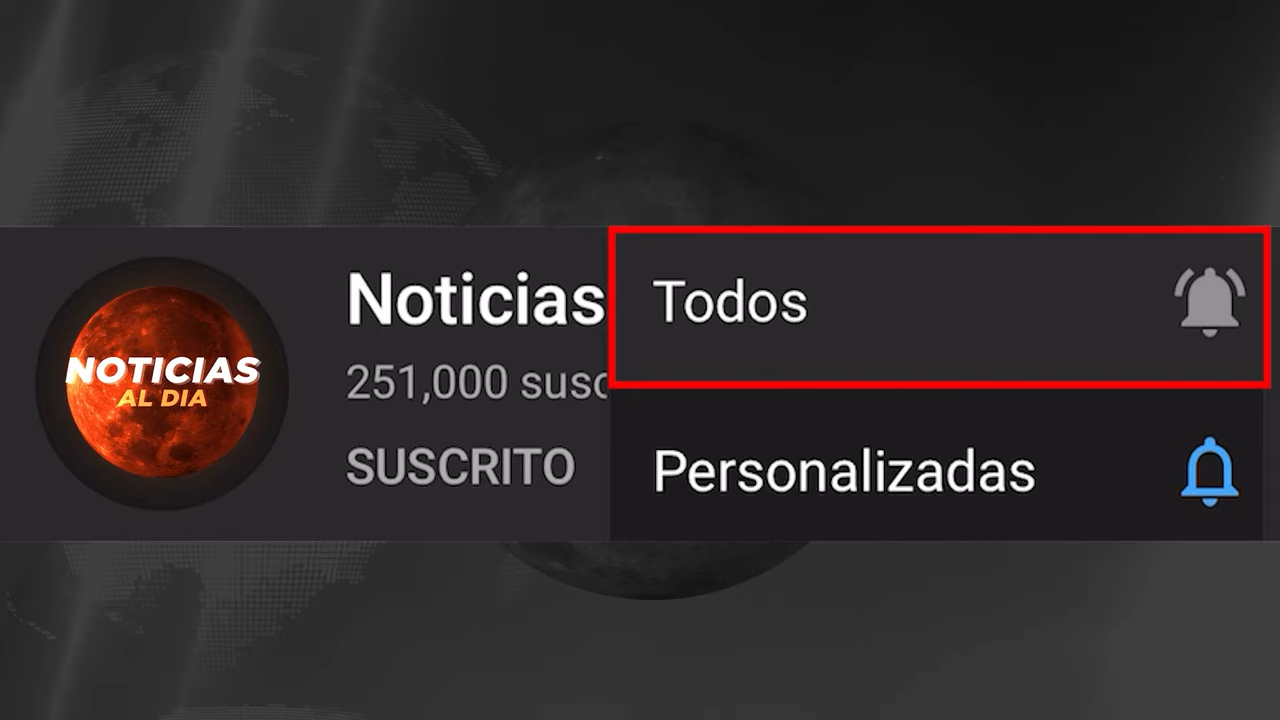 NOTICIAS
AL DIA
Noticias
251,000 susc
SUSCRITO
Todos
Personalizadas